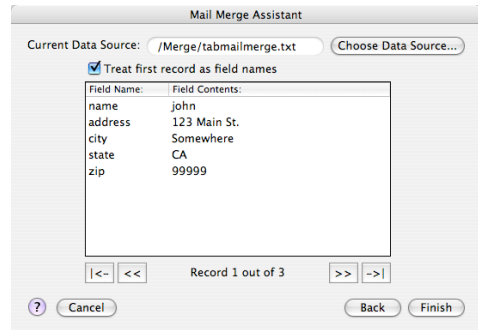 Mail Merge Assistant
Current Data Source: /Merge/tabmailmerge.txt Choose Data Source...
Treat first record as field names
Field Name: Field Contents:
name john
address 123 Main St.
city Somewhere
state CA
zip 99999
|<- << Record 1 out of 3 >> ->|
? Cancel Back Finish